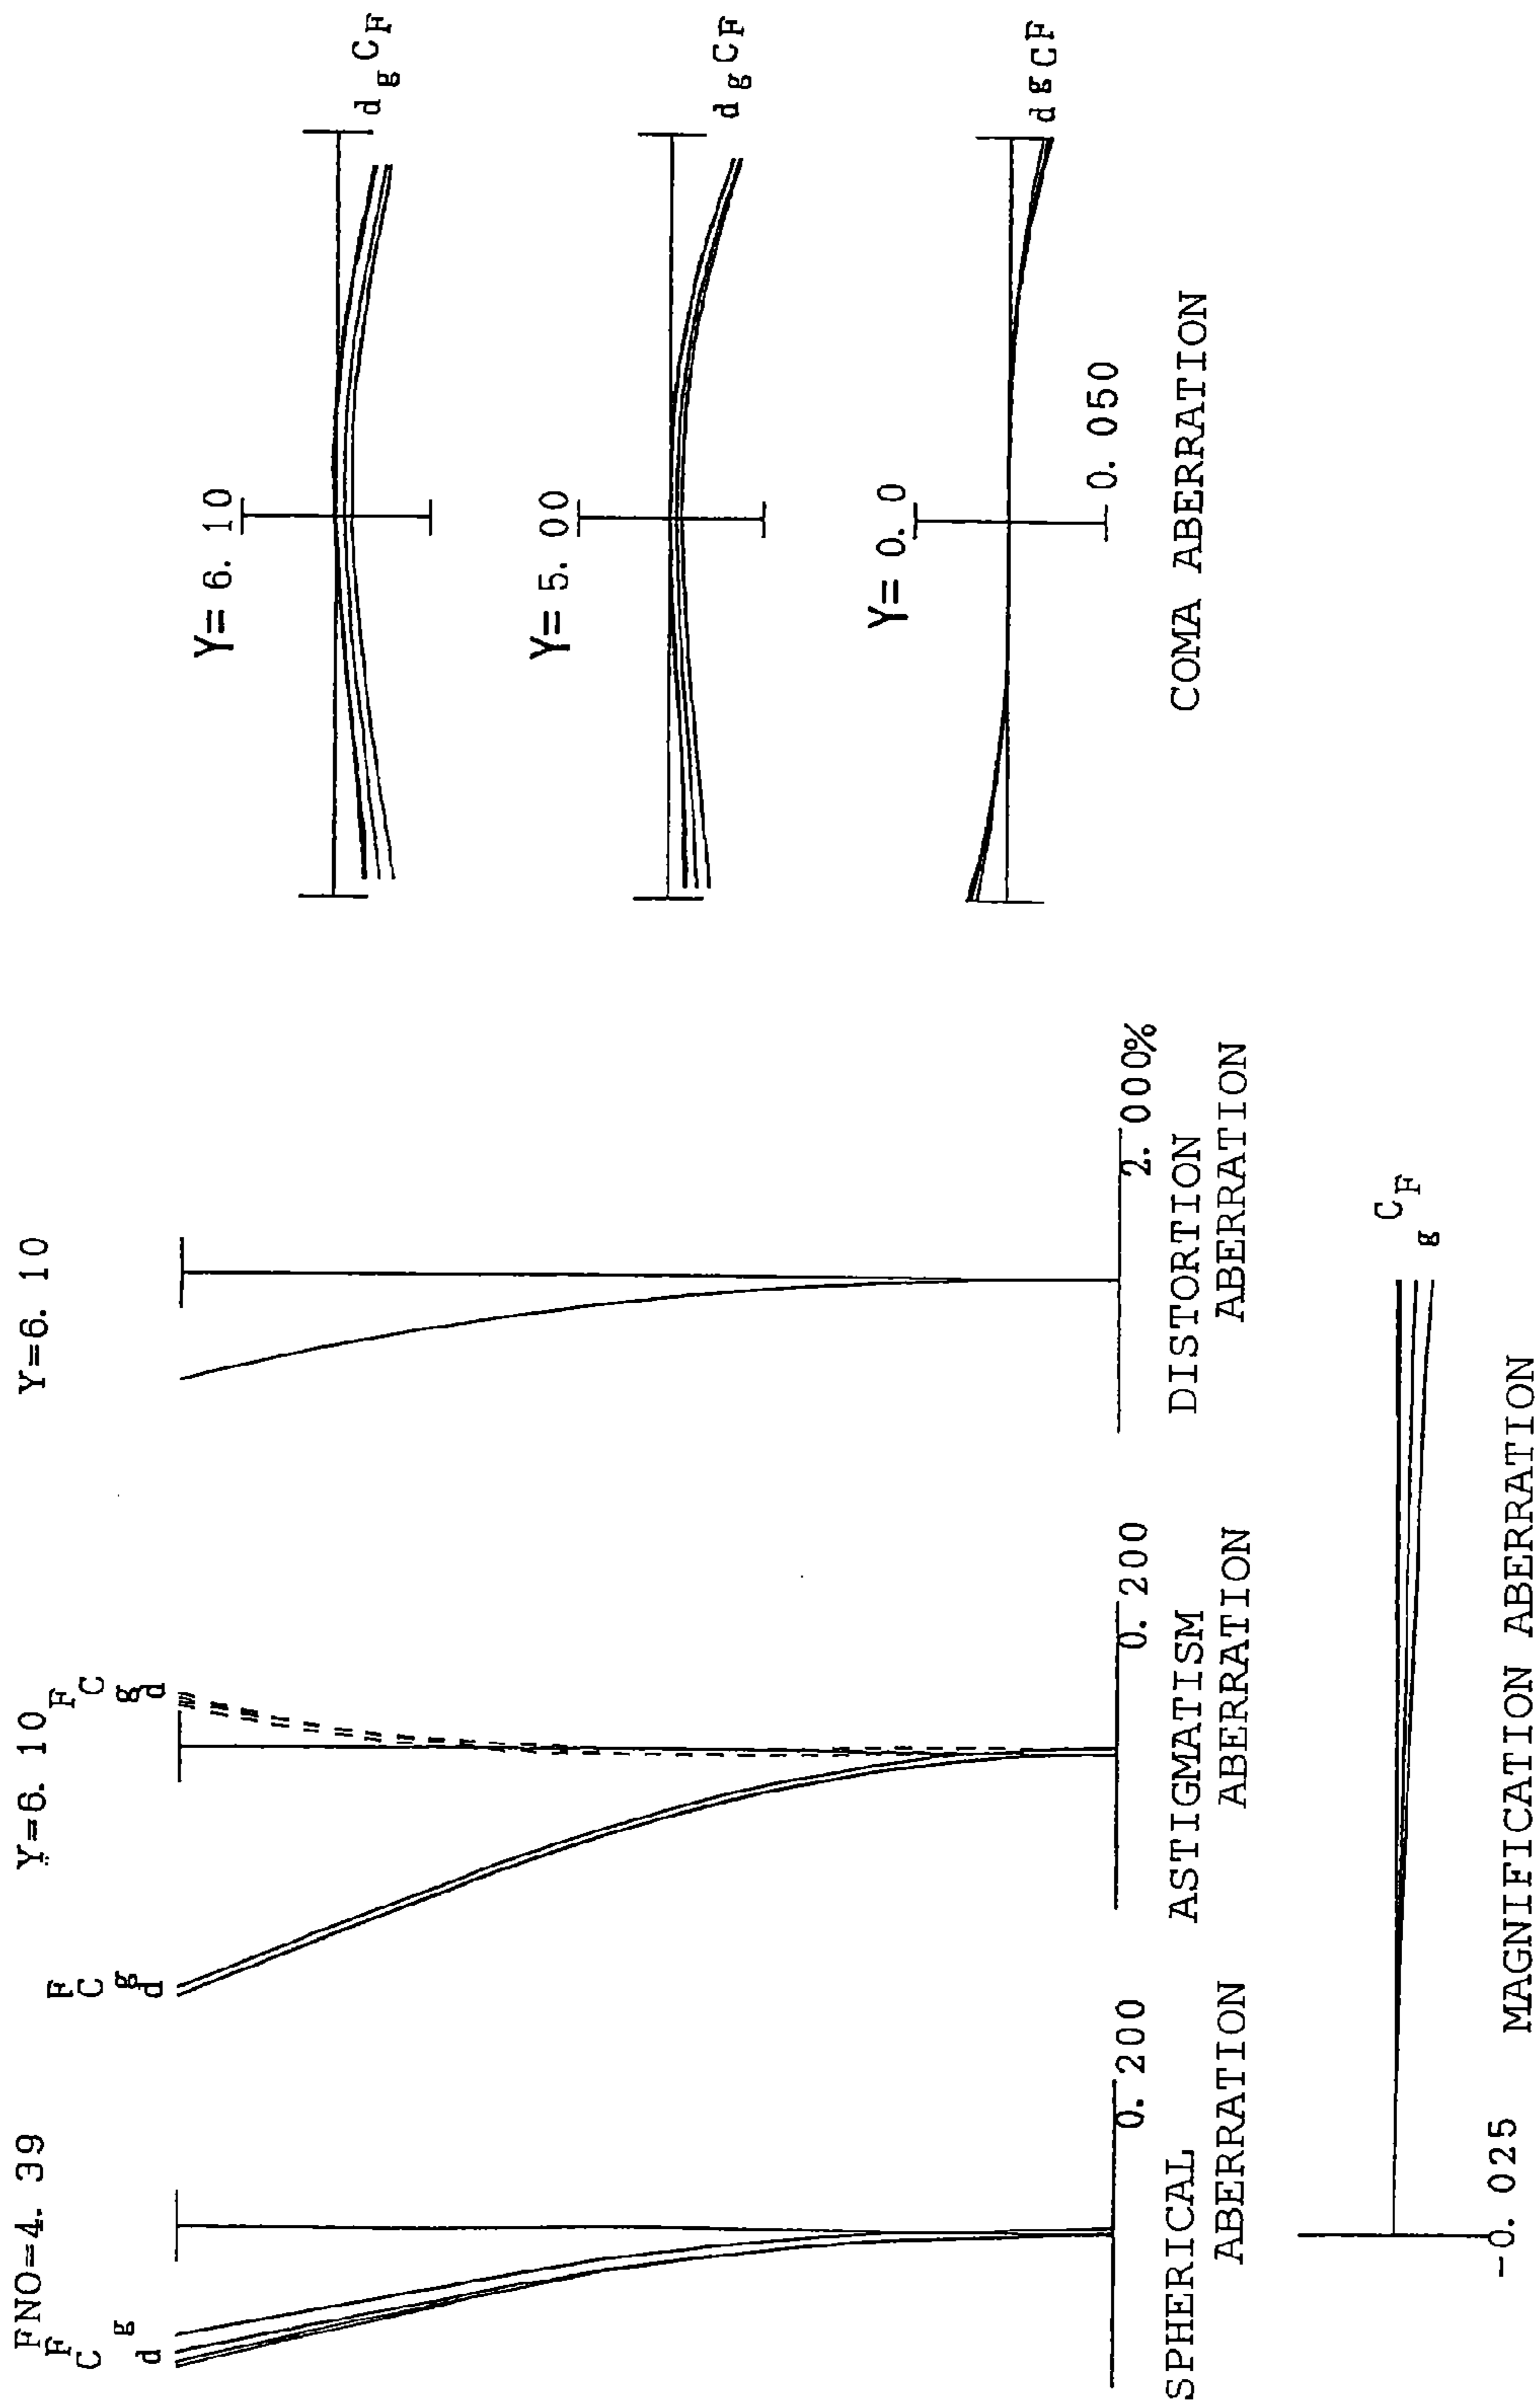 FNO=4.39
F
C
g
d
0.200
SPHERICAL
ABERRATION
Y=6.10
F
C
g
d
F
C
g
d
0.200
ASTIGMATISM
ABERRATION
Y=6.10
2.000%
DISTORTION
ABERRATION
Y=6.10
d g C F
Y=5.00
d g C F
Y=0.0
d g C F
0.050
COMA ABERRATION
g C F
-0.025
MAGNIFICATION ABERRATION